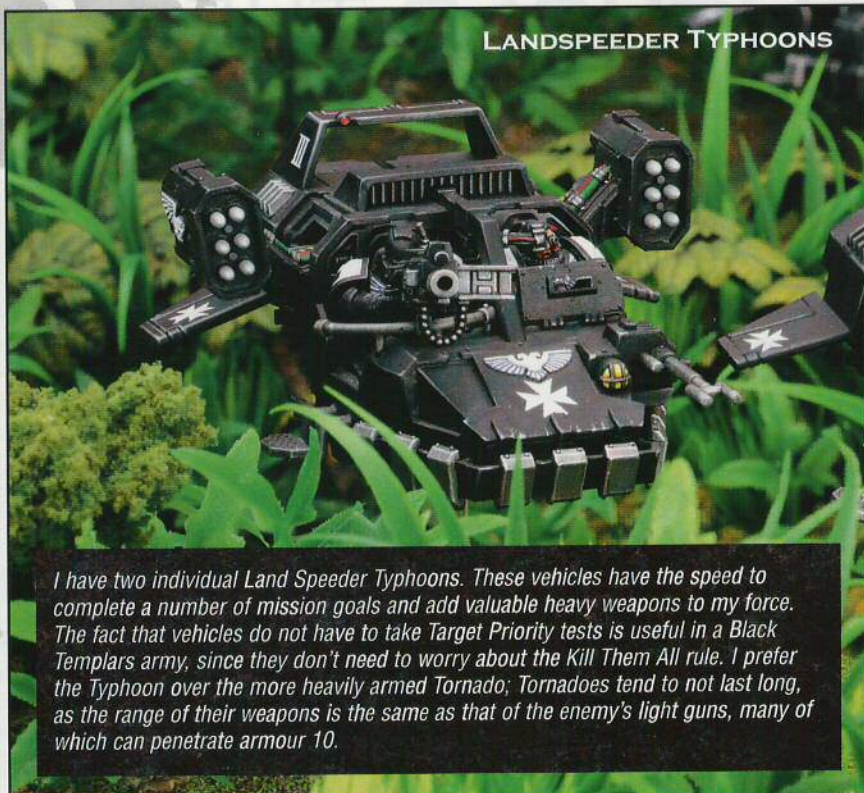 LANDSPEEDER TYPHOONS
I have two individual Land Speeder Typhoons. These vehicles have the speed to
complete a number of mission goals and add valuable heavy weapons to my force.
The fact that vehicles do not have to take Target Priority tests is useful in a Black
Templars army, since they don't need to worry about the Kill Them All rule. I prefer
the Typhoon over the more heavily armed Tornado; Tornadoes tend to not last long,
as the range of their weapons is the same as that of the enemy's light guns, many of
which can penetrate armour 10.